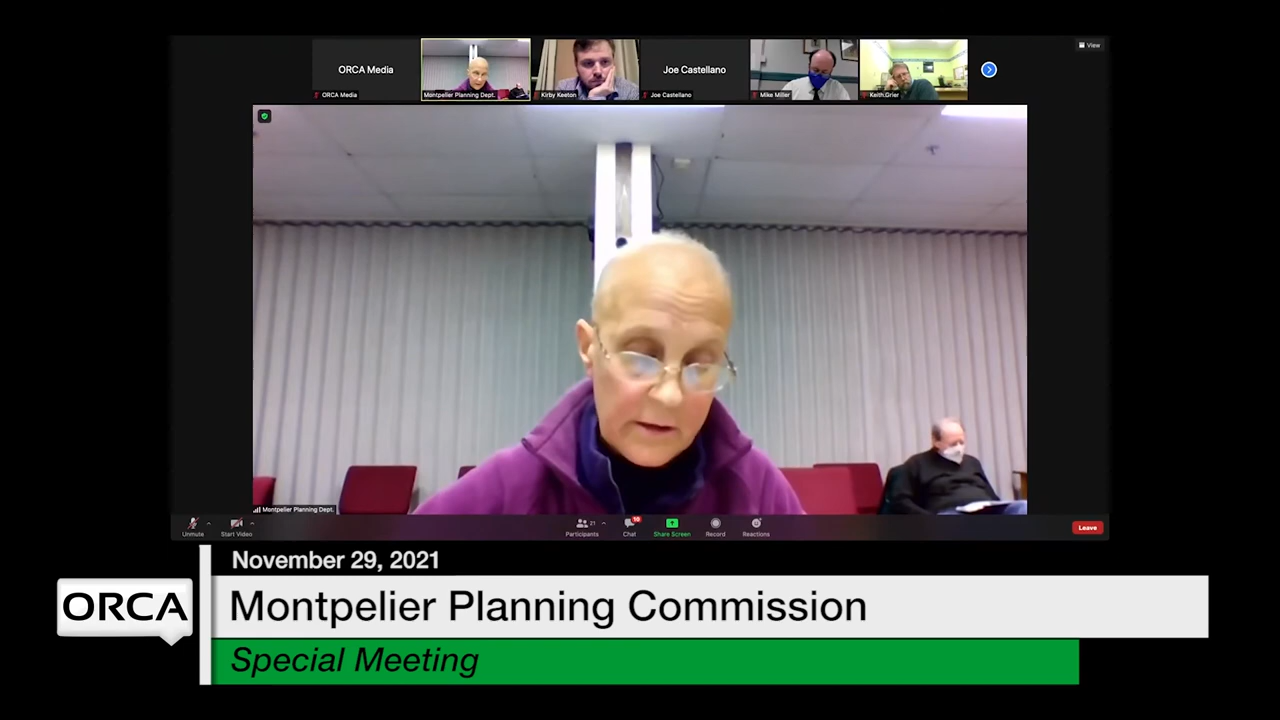 View
ORCA Media
Joe Castellano
ORCA Media
Montpelier Planning Dept.
Kirby Keeton
Joe Castellano
Mike Miller
Keith.Grier
Montpelier Planning Dept.
21
10
Unmute
Start Video
Participants
Chat
Share Screen
Record
Reactions
Leave
November 29, 2021
ORCA
Montpelier Planning Commission
Special Meeting